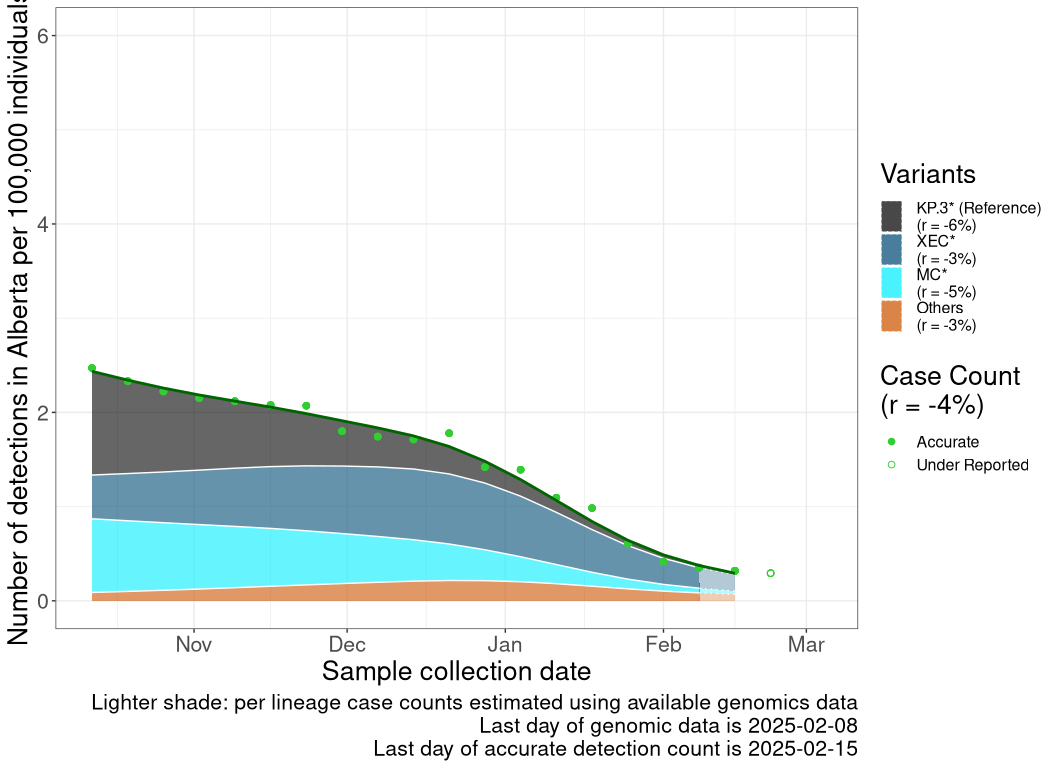 Number of detections in Alberta per 100,000 individuals
6
4
2
0
Nov
Dec
Jan
Feb
Mar
Sample collection date
Lighter shade: per lineage case counts estimated using available genomics data
Last day of genomic data is 2025-02-08
Last day of accurate detection count is 2025-02-15
Variants
KP.3* (Reference)
(r = -6%)
XEC*
(r = -3%)
MC*
(r = -5%)
Others
(r = -3%)
Case Count
(r = -4%)
Accurate
Under Reported